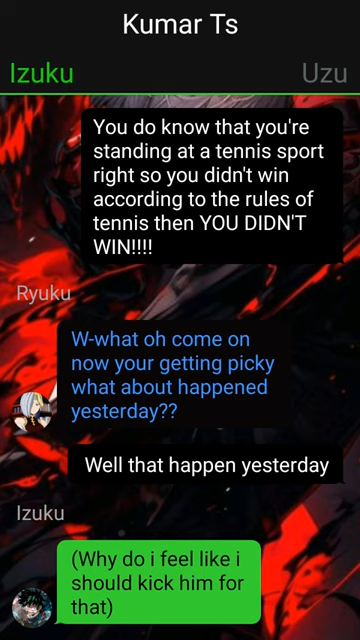 Kumar Ts
Izuku Uzu
You do know that you're
standing at a tennis sport
right so you didn't win
according to the rules of
tennis then YOU DIDN'T
WIN!!!!
Ryuku
W-what oh come on
now your getting picky
what about happened
yesterday??
Well that happen yesterday
Izuku
(Why do i feel like i
should kick him for
that)